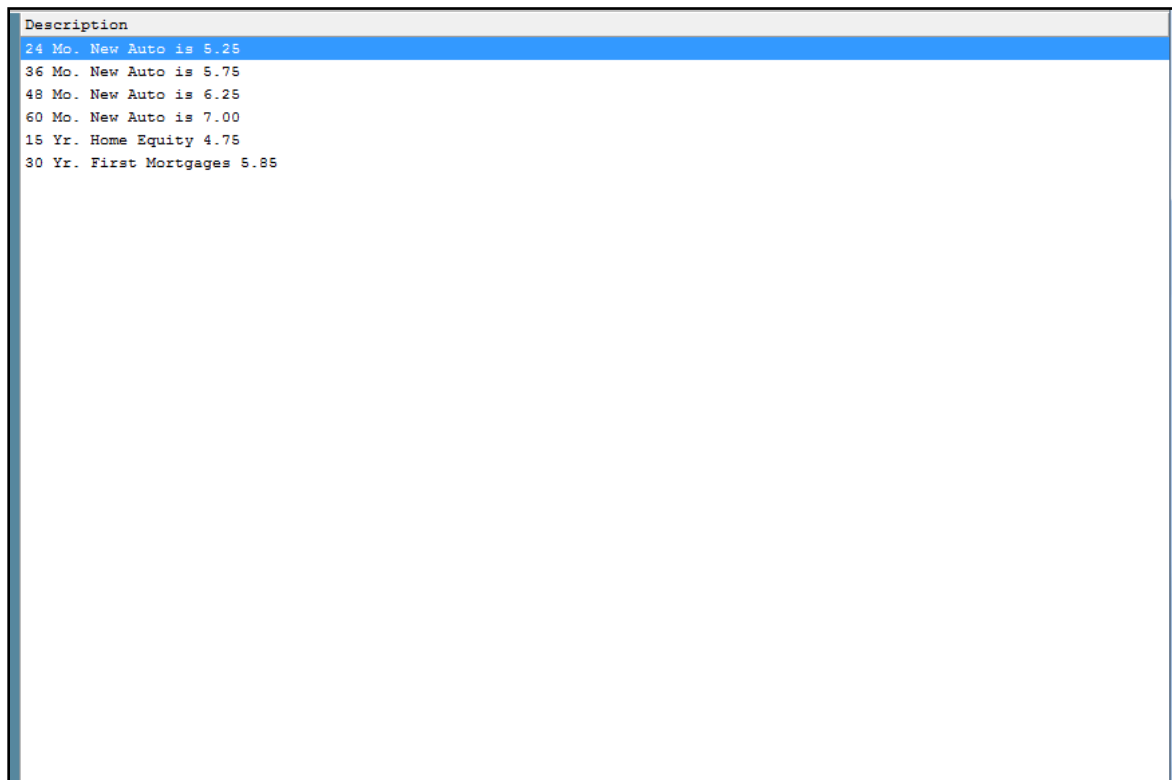 Description
24 Mo. New Auto is 5.25
36 Mo. New Auto is 5.75
48 Mo. New Auto is 6.25
60 Mo. New Auto is 7.00
15 Yr. Home Equity 4.75
30 Yr. First Mortgages 5.85